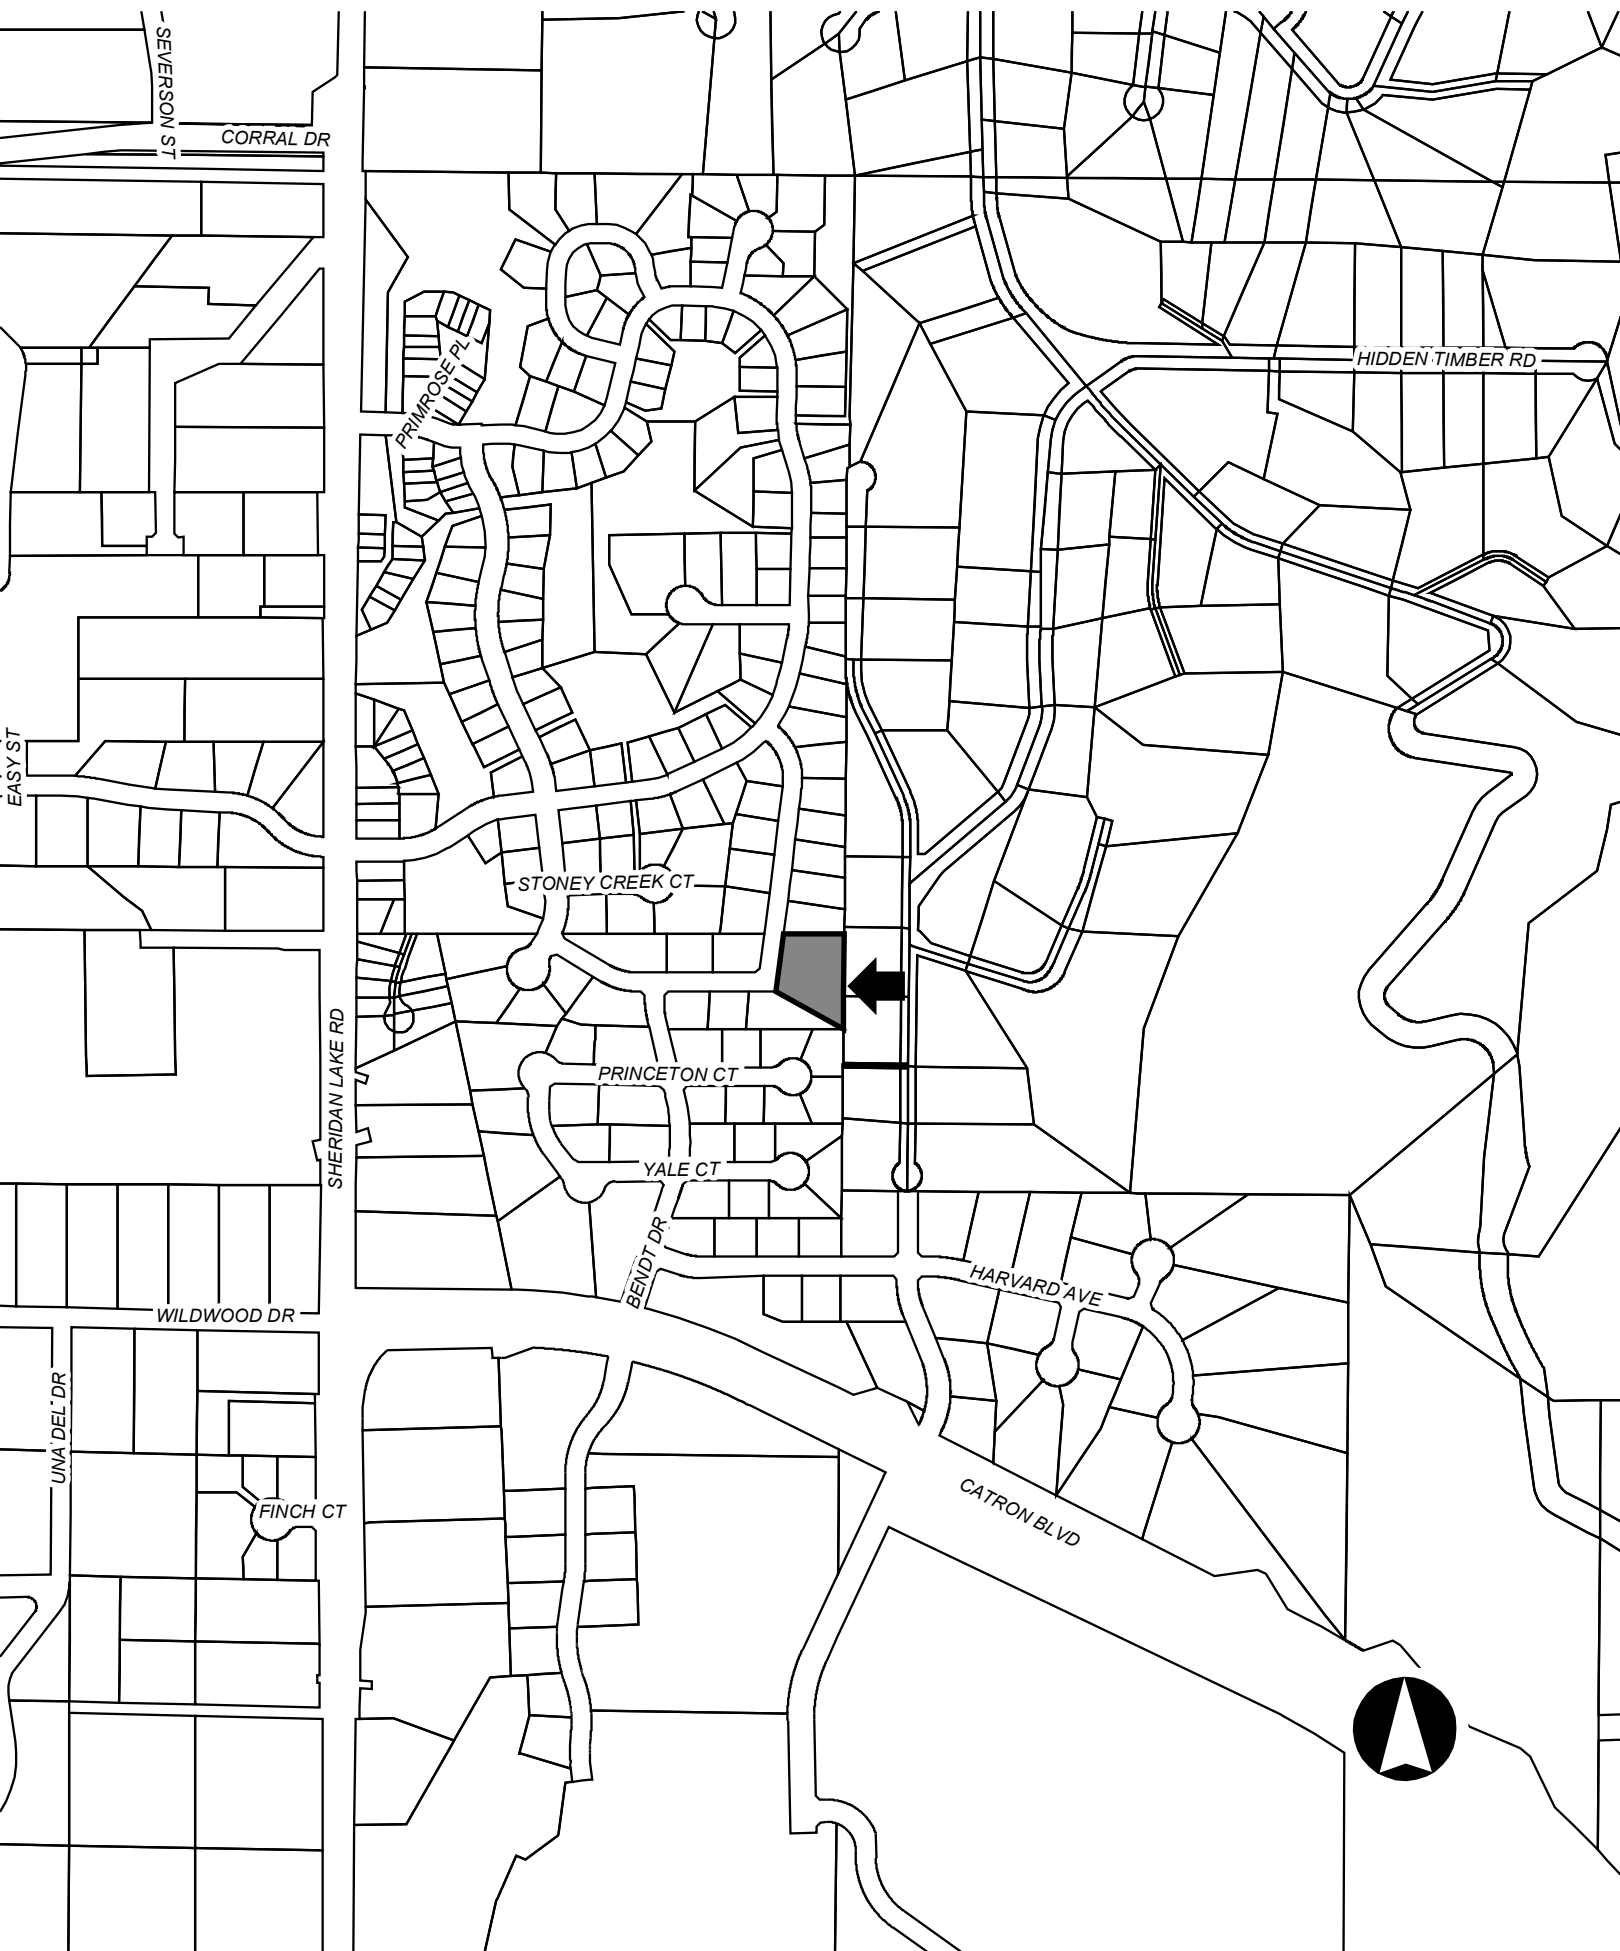 SEVERSON ST
CORRAL DR
PRIMROSE PL
HIDDEN TIMBER RD
EASY ST
STONEY CREEK CT
SHERIDAN LAKE RD
PRINCETON CT
YALE CT
BENDT DR
HARVARD AVE
WILDWOOD DR
UNA DEL DR
CATRON BLVD
FINCH CT